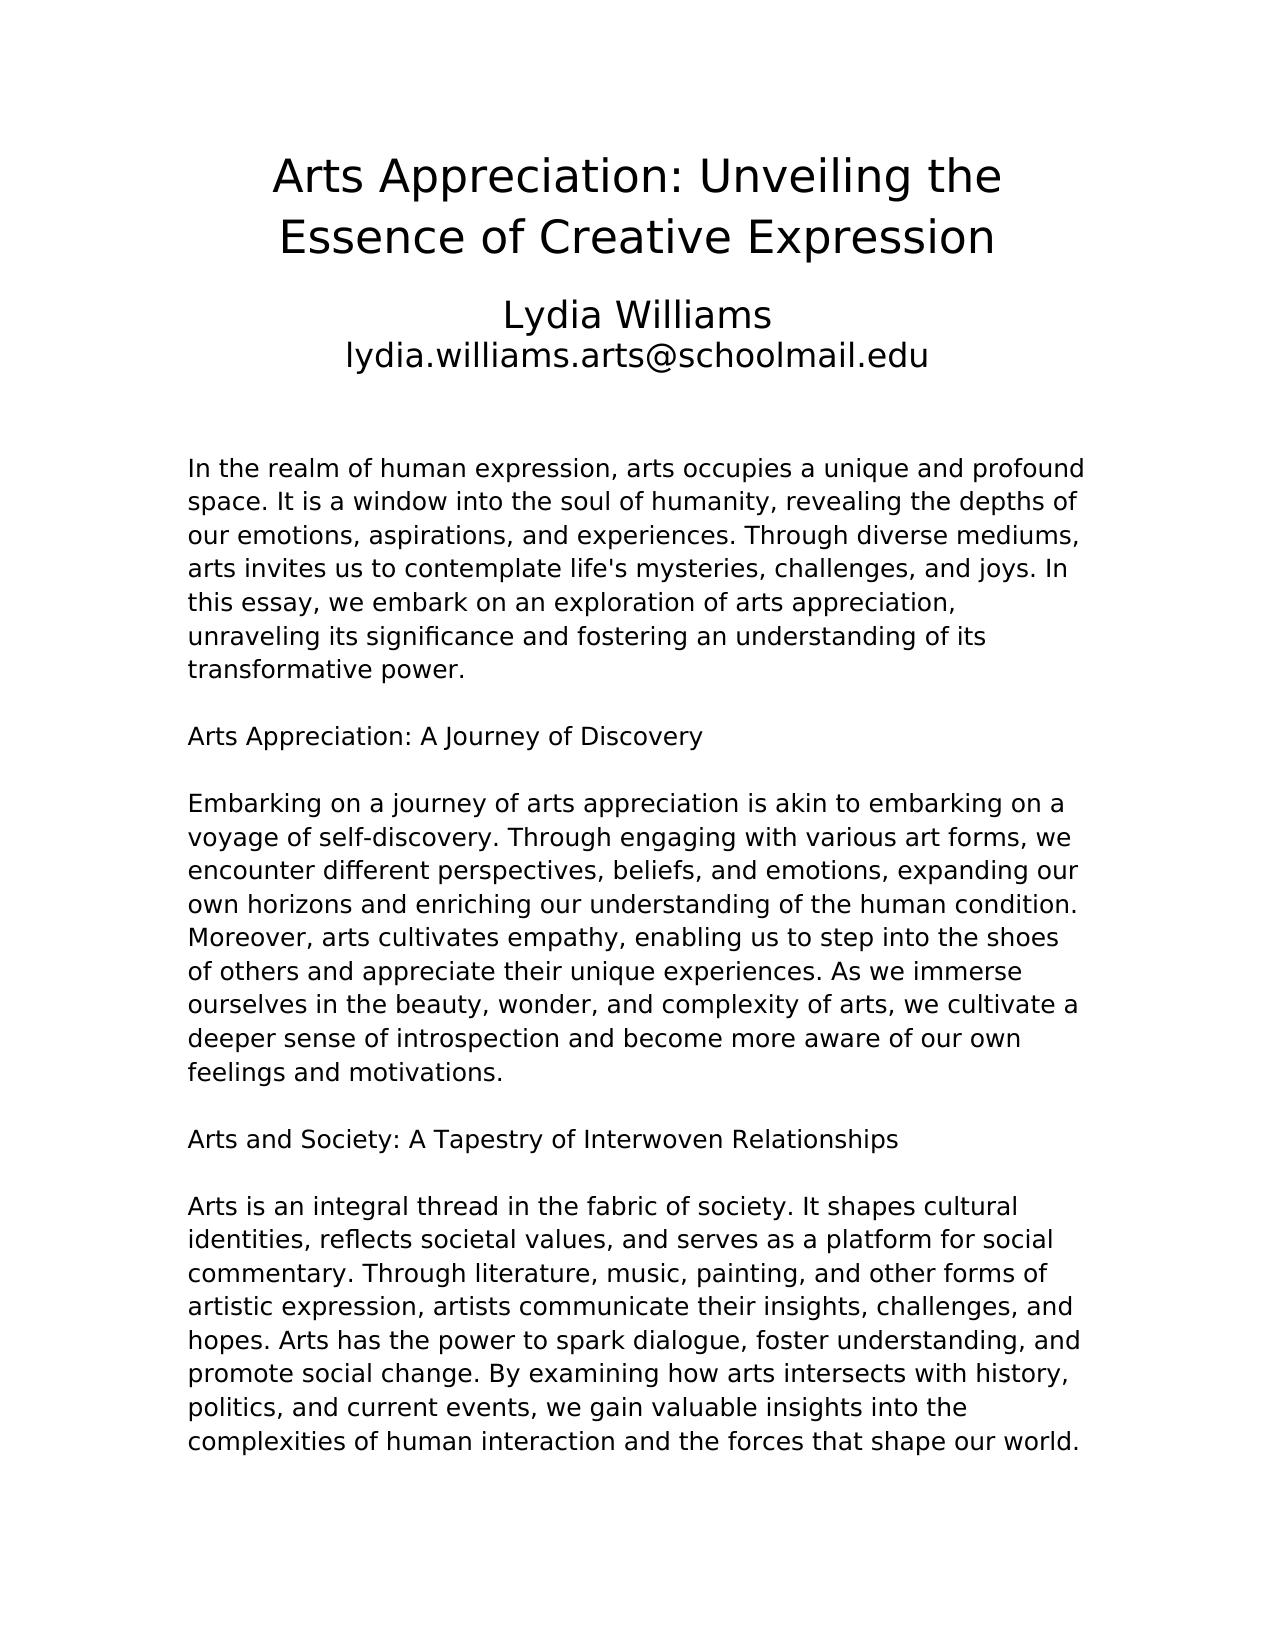 Arts Appreciation: Unveiling the
Essence of Creative Expression
Lydia Williams
lydia.williams.arts@schoolmail.edu
In the realm of human expression, arts occupies a unique and profound
space. It is a window into the soul of humanity, revealing the depths of
our emotions, aspirations, and experiences. Through diverse mediums,
arts invites us to contemplate life's mysteries, challenges, and joys. In
this essay, we embark on an exploration of arts appreciation,
unraveling its significance and fostering an understanding of its
transformative power.
Arts Appreciation: A Journey of Discovery
Embarking on a journey of arts appreciation is akin to embarking on a
voyage of self-discovery. Through engaging with various art forms, we
encounter different perspectives, beliefs, and emotions, expanding our
own horizons and enriching our understanding of the human condition.
Moreover, arts cultivates empathy, enabling us to step into the shoes
of others and appreciate their unique experiences. As we immerse
ourselves in the beauty, wonder, and complexity of arts, we cultivate a
deeper sense of introspection and become more aware of our own
feelings and motivations.
Arts and Society: A Tapestry of Interwoven Relationships
Arts is an integral thread in the fabric of society. It shapes cultural
identities, reflects societal values, and serves as a platform for social
commentary. Through literature, music, painting, and other forms of
artistic expression, artists communicate their insights, challenges, and
hopes. Arts has the power to spark dialogue, foster understanding, and
promote social change. By examining how arts intersects with history,
politics, and current events, we gain valuable insights into the
complexities of human interaction and the forces that shape our world.